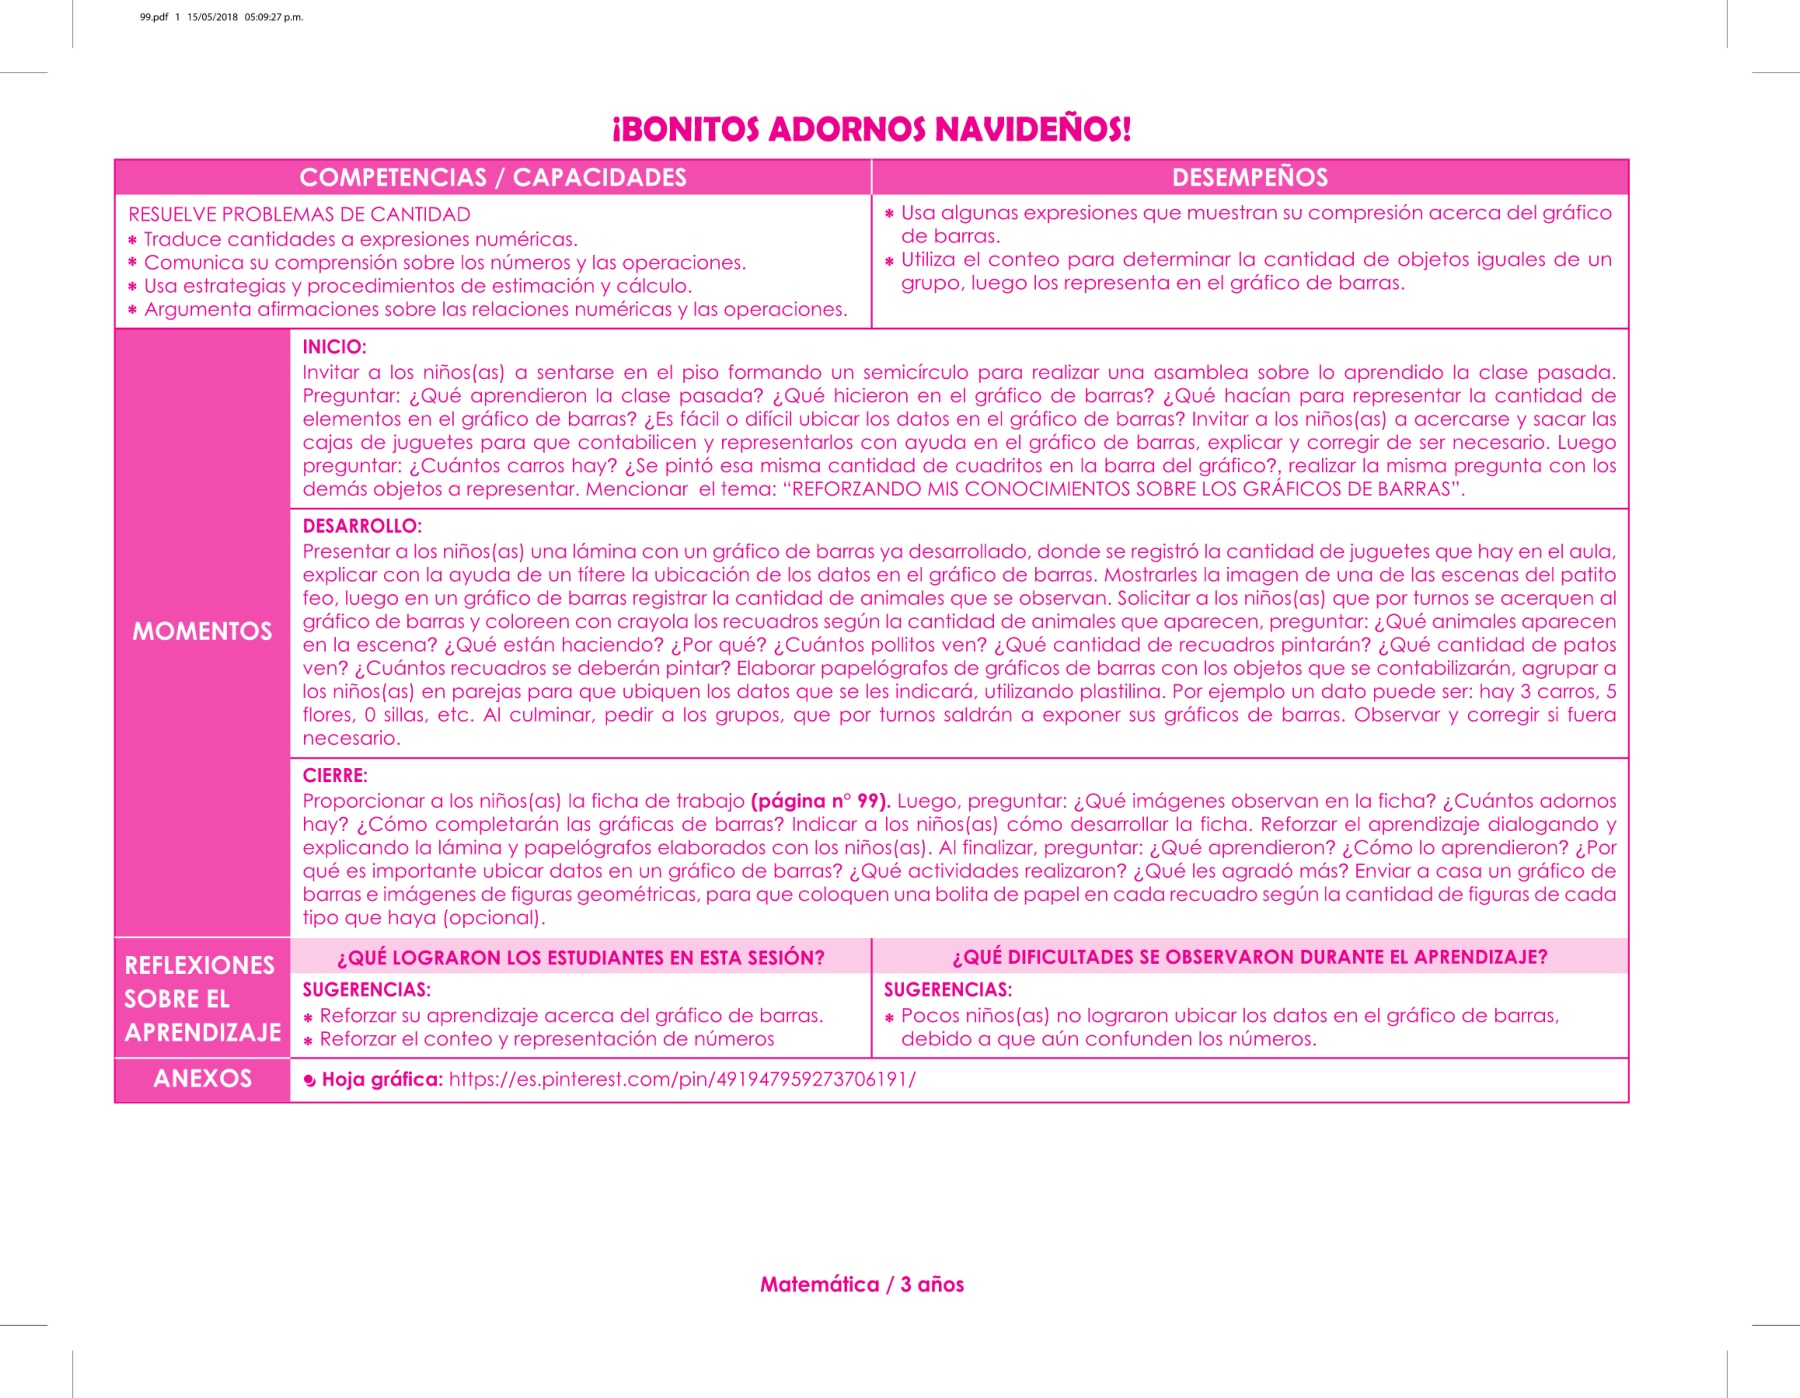 99.pdf 1 15/05/2018 05:09:27 p.m.
¡BONITOS ADORNOS NAVIDEÑOS!
COMPETENCIAS / CAPACIDADES
DESEMPEÑOS
RESUELVE PROBLEMAS DE CANTIDAD
* Traduce cantidades a expresiones numéricas.
* Comunica su comprensión sobre los números y las operaciones.
* Usa estrategias y procedimientos de estimación y cálculo.
* Argumenta afirmaciones sobre las relaciones numéricas y las operaciones.
* Usa algunas expresiones que muestran su compresión acerca del gráfico
de barras.
* Utiliza el conteo para determinar la cantidad de objetos iguales de un
grupo, luego los representa en el gráfico de barras.
MOMENTOS
INICIO:
Invitar a los niños(as) a sentarse en el piso formando un semicírculo para realizar una asamblea sobre lo aprendido la clase pasada.
Preguntar: ¿Qué aprendieron la clase pasada? ¿Qué hicieron en el gráfico de barras? ¿Qué hacían para representar la cantidad de
elementos en el gráfico de barras? ¿Es fácil o difícil ubicar los datos en el gráfico de barras? Invitar a los niños(as) a acercarse y sacar las
cajas de juguetes para que contabilicen y representarlos con ayuda en el gráfico de barras, explicar y corregir de ser necesario. Luego
preguntar: ¿Cuántos carros hay? ¿Se pintó esa misma cantidad de cuadritos en la barra del gráfico?, realizar la misma pregunta con los
demás objetos a representar. Mencionar el tema: “REFORZANDO MIS CONOCIMIENTOS SOBRE LOS GRÁFICOS DE BARRAS”.
DESARROLLO:
Presentar a los niños(as) una lámina con un gráfico de barras ya desarrollado, donde se registró la cantidad de juguetes que hay en el aula,
explicar con la ayuda de un títere la ubicación de los datos en el gráfico de barras. Mostrarles la imagen de una de las escenas del patito
feo, luego en un gráfico de barras registrar la cantidad de animales que se observan. Solicitar a los niños(as) que por turnos se acerquen al
gráfico de barras y coloreen con crayola los recuadros según la cantidad de animales que aparecen, preguntar: ¿Qué animales aparecen
en la escena? ¿Qué están haciendo? ¿Por qué? ¿Cuántos pollitos ven? ¿Qué cantidad de recuadros pintarán? ¿Qué cantidad de patos
ven? ¿Cuántos recuadros se deberán pintar? Elaborar papelógrafos de gráficos de barras con los objetos que se contabilizarán, agrupar a
los niños(as) en parejas para que ubiquen los datos que se les indicará, utilizando plastilina. Por ejemplo un dato puede ser: hay 3 carros, 5
flores, 0 sillas, etc. Al culminar, pedir a los grupos, que por turnos saldrán a exponer sus gráficos de barras. Observar y corregir si fuera
necesario.
CIERRE:
Proporcionar a los niños(as) la ficha de trabajo (página n° 99). Luego, preguntar: ¿Qué imágenes observan en la ficha? ¿Cuántos adornos
hay? ¿Cómo completarán las gráficas de barras? Indicar a los niños(as) cómo desarrollar la ficha. Reforzar el aprendizaje dialogando y
explicando la lámina y papelógrafos elaborados con los niños(as). Al finalizar, preguntar: ¿Qué aprendieron? ¿Cómo lo aprendieron? ¿Por
qué es importante ubicar datos en un gráfico de barras? ¿Qué actividades realizaron? ¿Qué les agradó más? Enviar a casa un gráfico de
barras e imágenes de figuras geométricas, para que coloquen una bolita de papel en cada recuadro según la cantidad de figuras de cada
tipo que haya (opcional).
REFLEXIONES
SOBRE EL
APRENDIZAJE
¿QUÉ LOGRARON LOS ESTUDIANTES EN ESTA SESIÓN?
SUGERENCIAS:
* Reforzar su aprendizaje acerca del gráfico de barras.
* Reforzar el conteo y representación de números
¿QUÉ DIFICULTADES SE OBSERVARON DURANTE EL APRENDIZAJE?
SUGERENCIAS:
* Pocos niños(as) no lograron ubicar los datos en el gráfico de barras,
debido a que aún confunden los números.
ANEXOS
Hoja gráfica: https://es.pinterest.com/pin/491947959273706191/
Matemática / 3 años